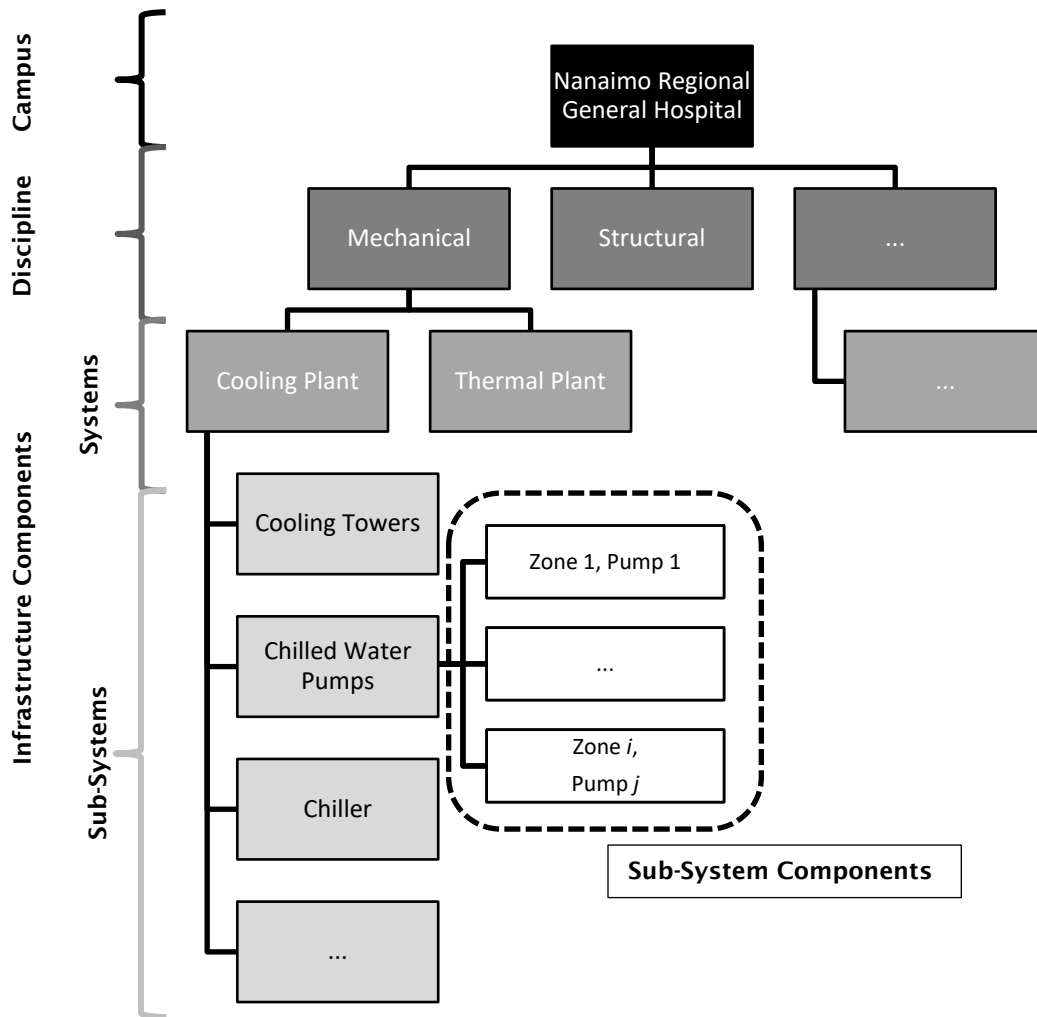 Campus
Nanaimo Regional
General Hospital
Discipline
Mechanical
Structural
...
Infrastructure Components
Systems
Cooling Plant
Thermal Plant
...
Sub-Systems
Cooling Towers
Zone 1, Pump 1
Chilled Water
Pumps
...
Zone i,
Pump j
Chiller
Sub-System Components
...